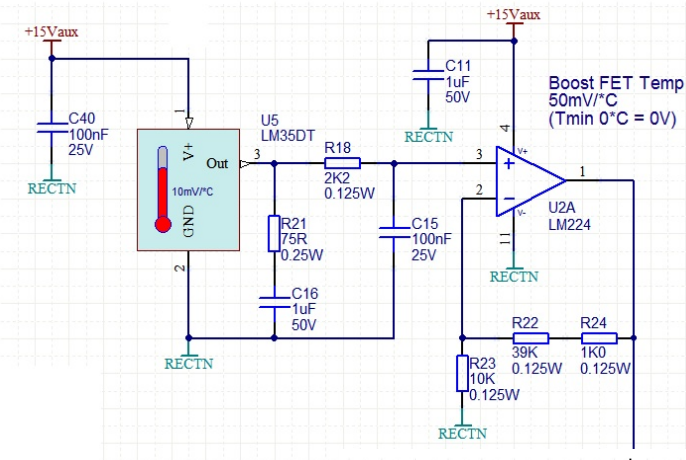 +15Vaux
+15Vaux
C40
100nF
25V
RECTN
1
U5
LM35DT
V+
Out
3
10mV/*C
GND
2
RECTN
R21
75R
0.25W
C16
1uF
50V
R18
2K2
0.125W
C15
100nF
25V
C11
1uF
50V
RECTN
Boost FET Temp
50mV/*C
(Tmin 0*C = 0V)
4
V+
3
+
2
-
1
V-
U2A
LM224
11
RECTN
R22
39K
0.125W
R24
1K0
0.125W
R23
10K
0.125W
RECTN